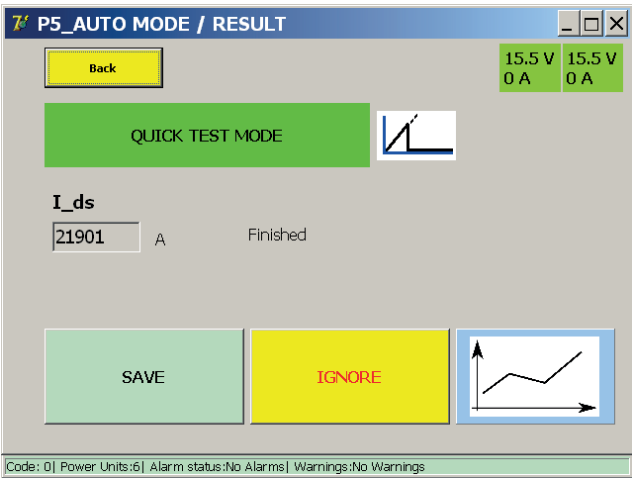 P5_AUTO MODE / RESULT
Back
15.5 V 15.5 V
0 A 0 A
QUICK TEST MODE
I_ds
21901 A Finished
SAVE IGNORE
Code: 0| Power Units:6| Alarm status:No Alarms| Warnings:No Warnings